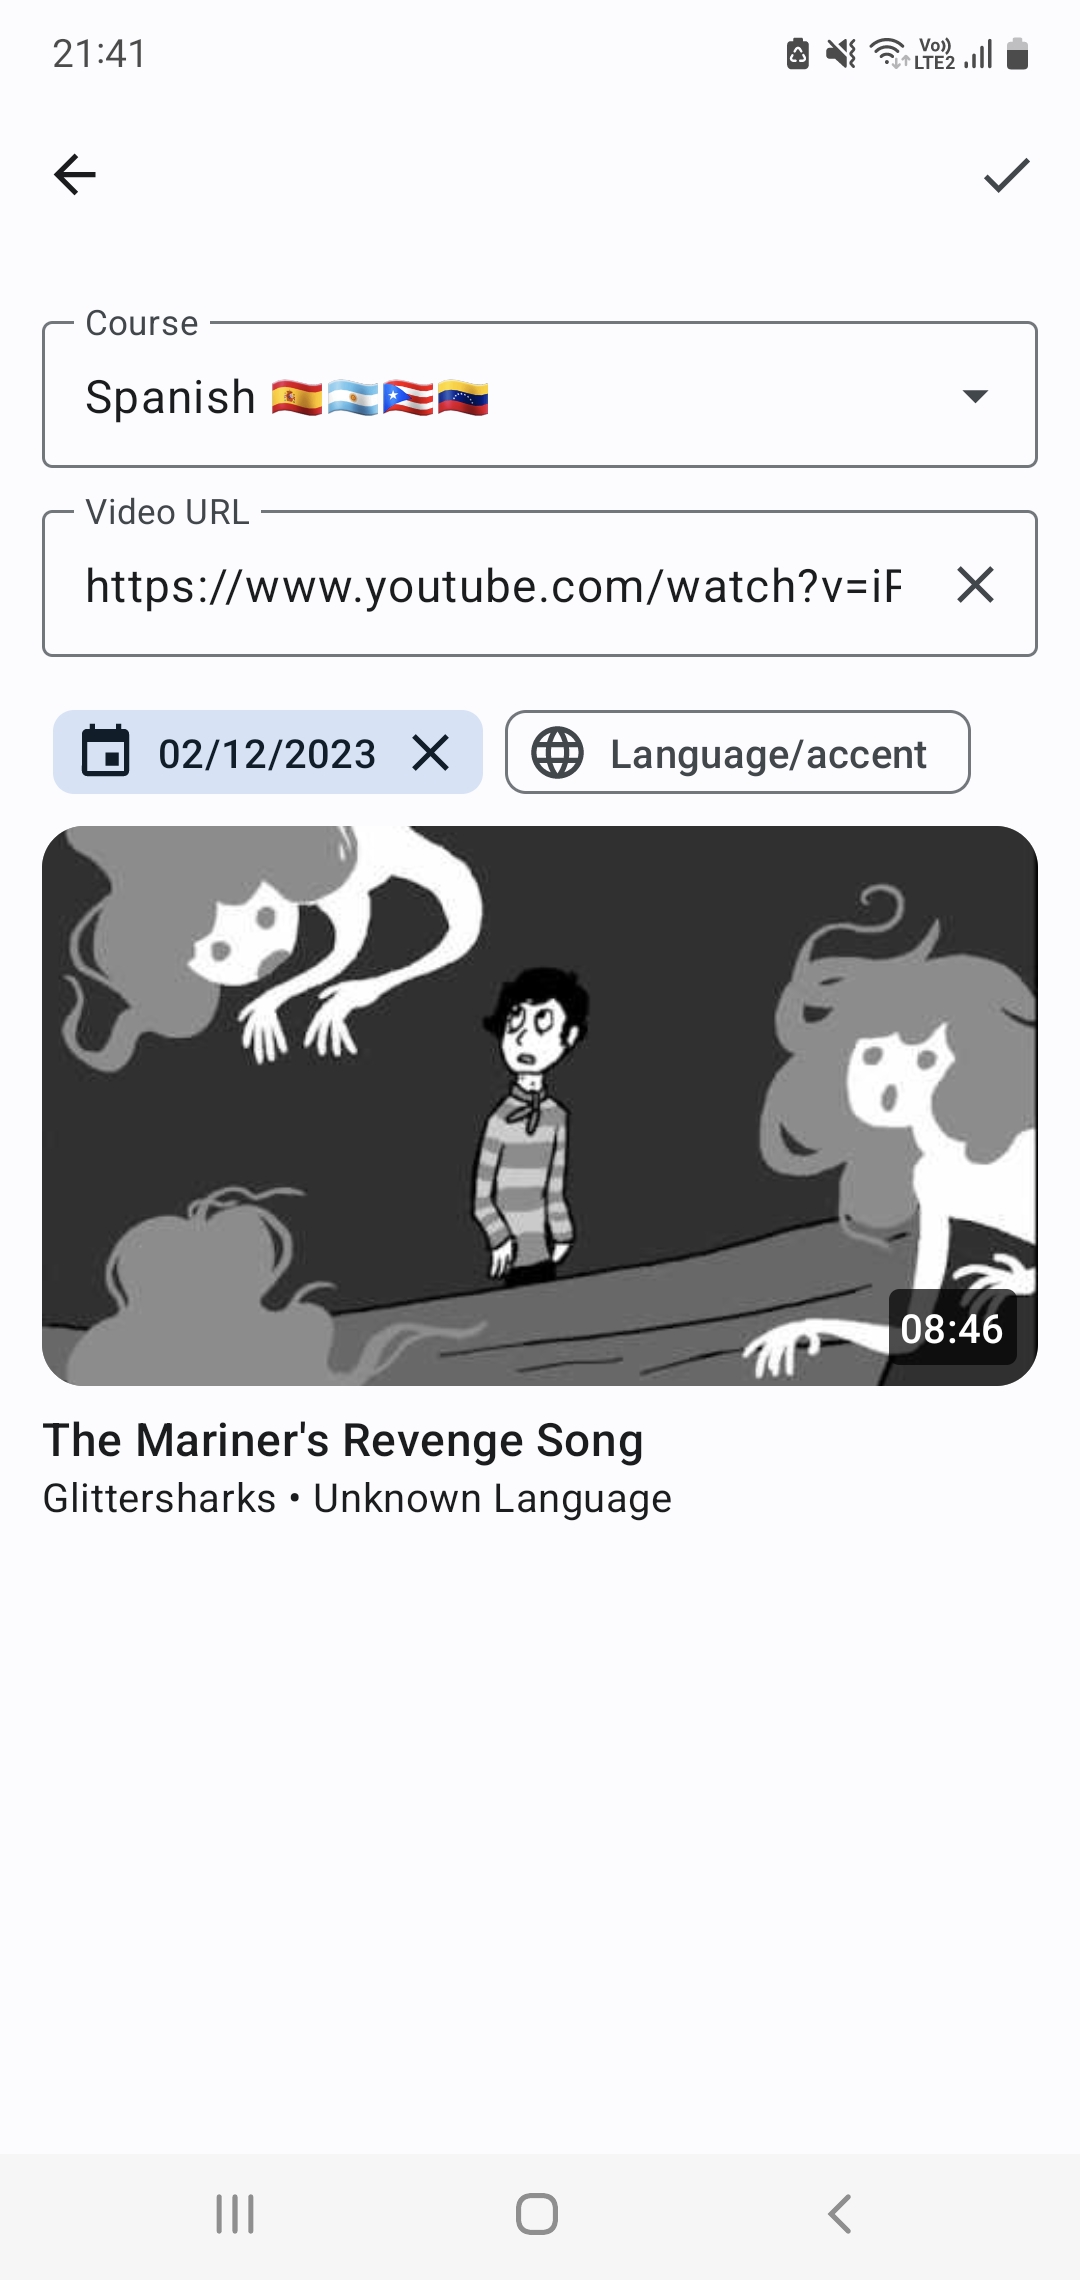 21:41
Vo))
LTE2
Course
Spanish 🇪🇸🇦🇷🇵🇷🇻🇪
Video URL
https://www.youtube.com/watch?v=i
02/12/2023
Language/accent
08:46
The Mariner's Revenge Song
Glittersharks • Unknown Language